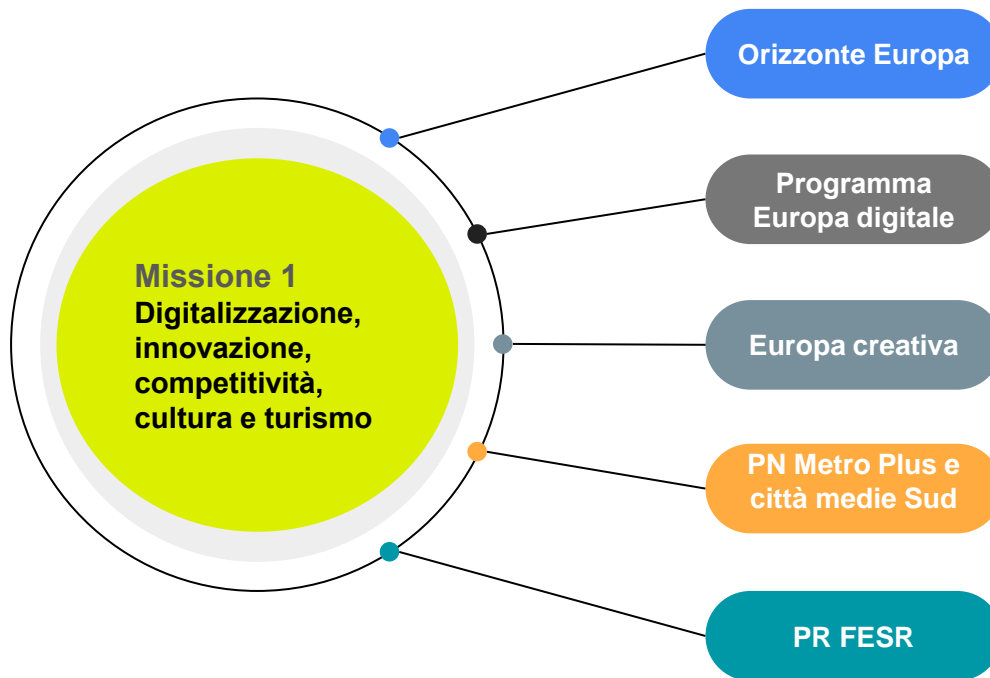 Orizzonte Europa
Programma
Europa digitale
Missione 1
Digitalizzazione,
innovazione,
competitività,
cultura e turismo
Europa creativa
PN Metro Plus e
città medie Sud
PR FESR